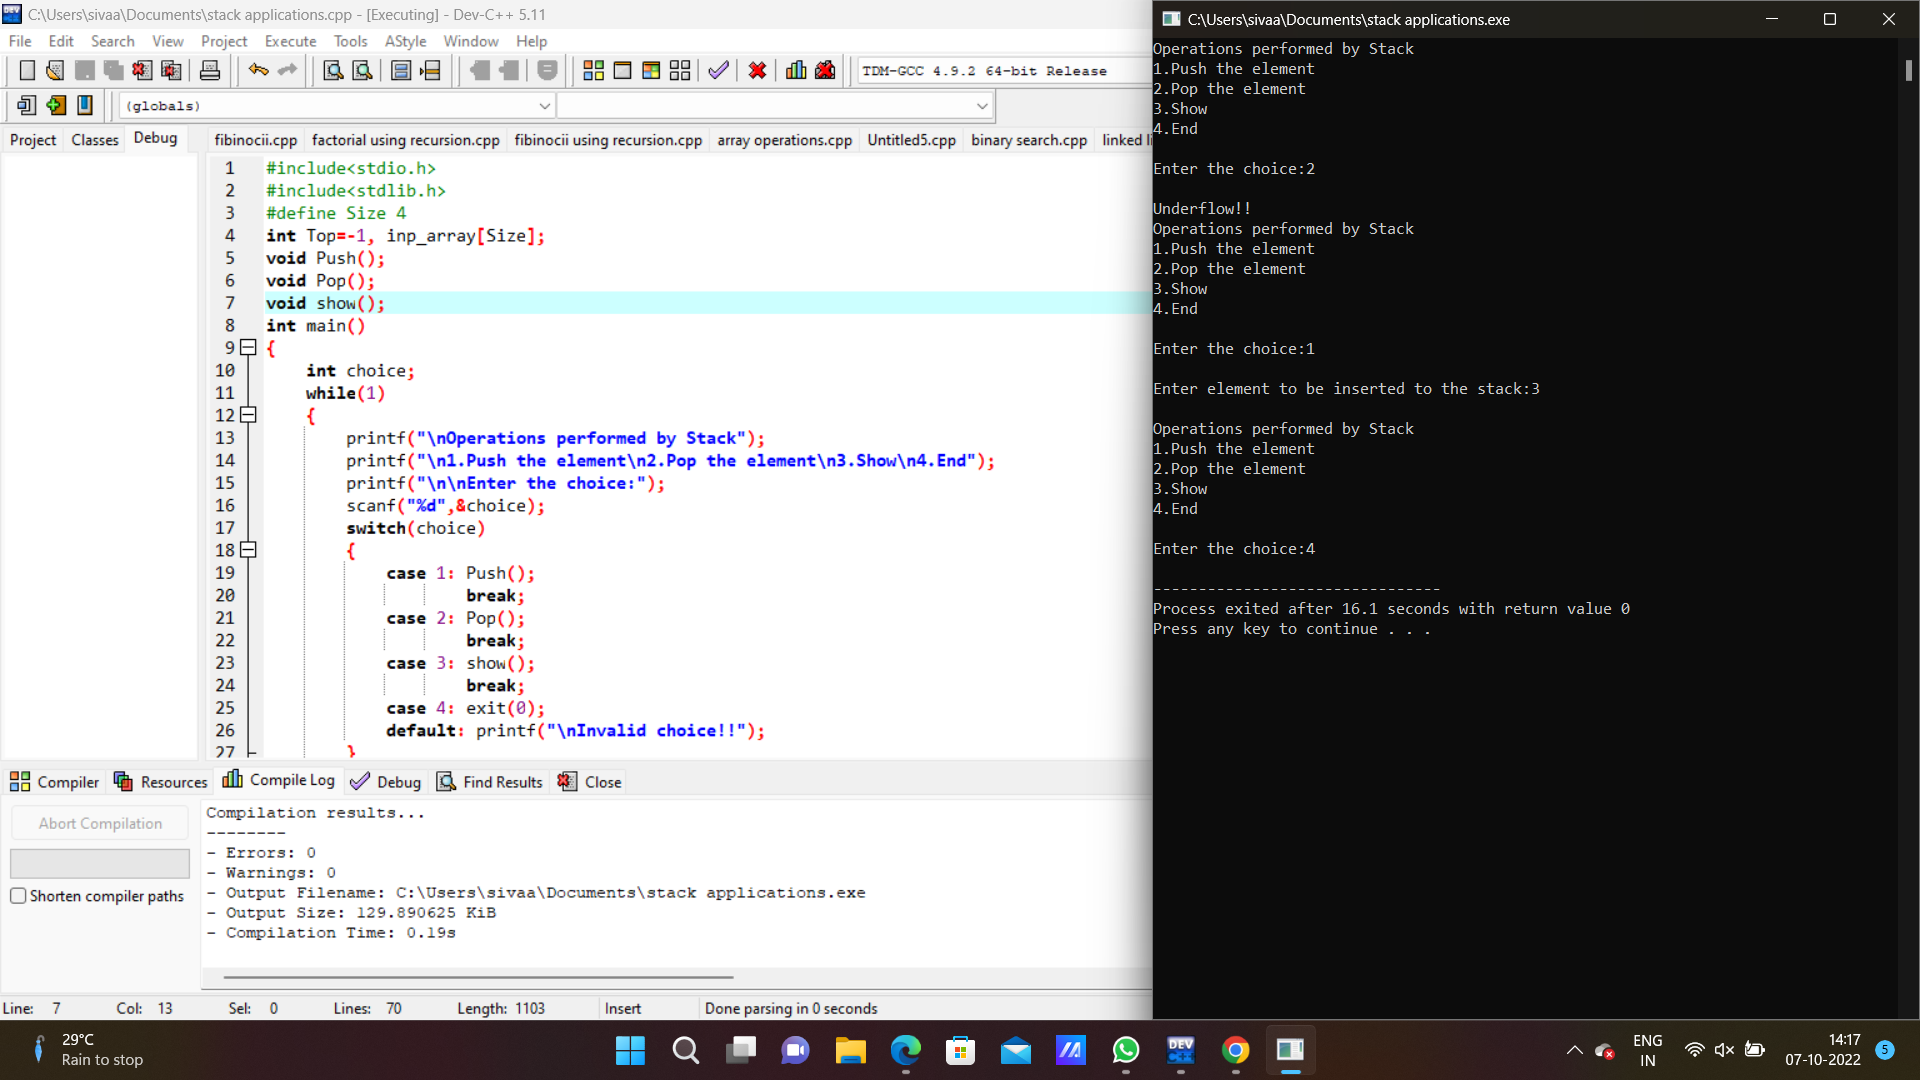 C:\Users\sivaa\Documents\stack applications.cpp - [Executing] - Dev-C++ 5.11
File Edit Search View Project Execute Tools AStyle Window Help
TDM-GCC 4.9.2 64-bit Release
(globals)
Project Classes Debug
fibinocii.cpp factorial using recursion.cpp fibinocii using recursion.cpp array operations.cpp Untitled5.cpp binary search.cpp linked li
1 #include<stdio.h>
2 #include<stdlib.h>
3 #define Size 4
4 int Top=-1, inp_array[Size];
5 void Push();
6 void Pop();
7 void show();
8 int main()
9 {
10 int choice;
11 while(1)
12 {
13 printf("\nOperations performed by Stack");
14 printf("\n1.Push the element\n2.Pop the element\n3.Show\n4.End");
15 printf("\n\nEnter the choice:");
16 scanf("%d",&choice);
17 switch(choice)
18 {
19 case 1: Push();
20 break;
21 case 2: Pop();
22 break;
23 case 3: show();
24 break;
25 case 4: exit(0);
26 default: printf("\nInvalid choice!!");
27 }
Compiler Resources Compile Log Debug Find Results Close
Abort Compilation
Shorten compiler paths
Compilation results...
--------
- Errors: 0
- Warnings: 0
- Output Filename: C:\Users\sivaa\Documents\stack applications.exe
- Output Size: 129.890625 KiB
- Compilation Time: 0.19s
Line: 7 Col: 13 Sel: 0 Lines: 70 Length: 1103 Insert Done parsing in 0 seconds
C:\Users\sivaa\Documents\stack applications.exe
Operations performed by Stack
1.Push the element
2.Pop the element
3.Show
4.End
Enter the choice:2
Underflow!!
Operations performed by Stack
1.Push the element
2.Pop the element
3.Show
4.End
Enter the choice:1
Enter element to be inserted to the stack:3
Operations performed by Stack
1.Push the element
2.Pop the element
3.Show
4.End
Enter the choice:4
--------------------------------
Process exited after 16.1 seconds with return value 0
Press any key to continue . . .
29°C
Rain to stop
DEV
C++
ENG
IN
14:17
07-10-2022
5